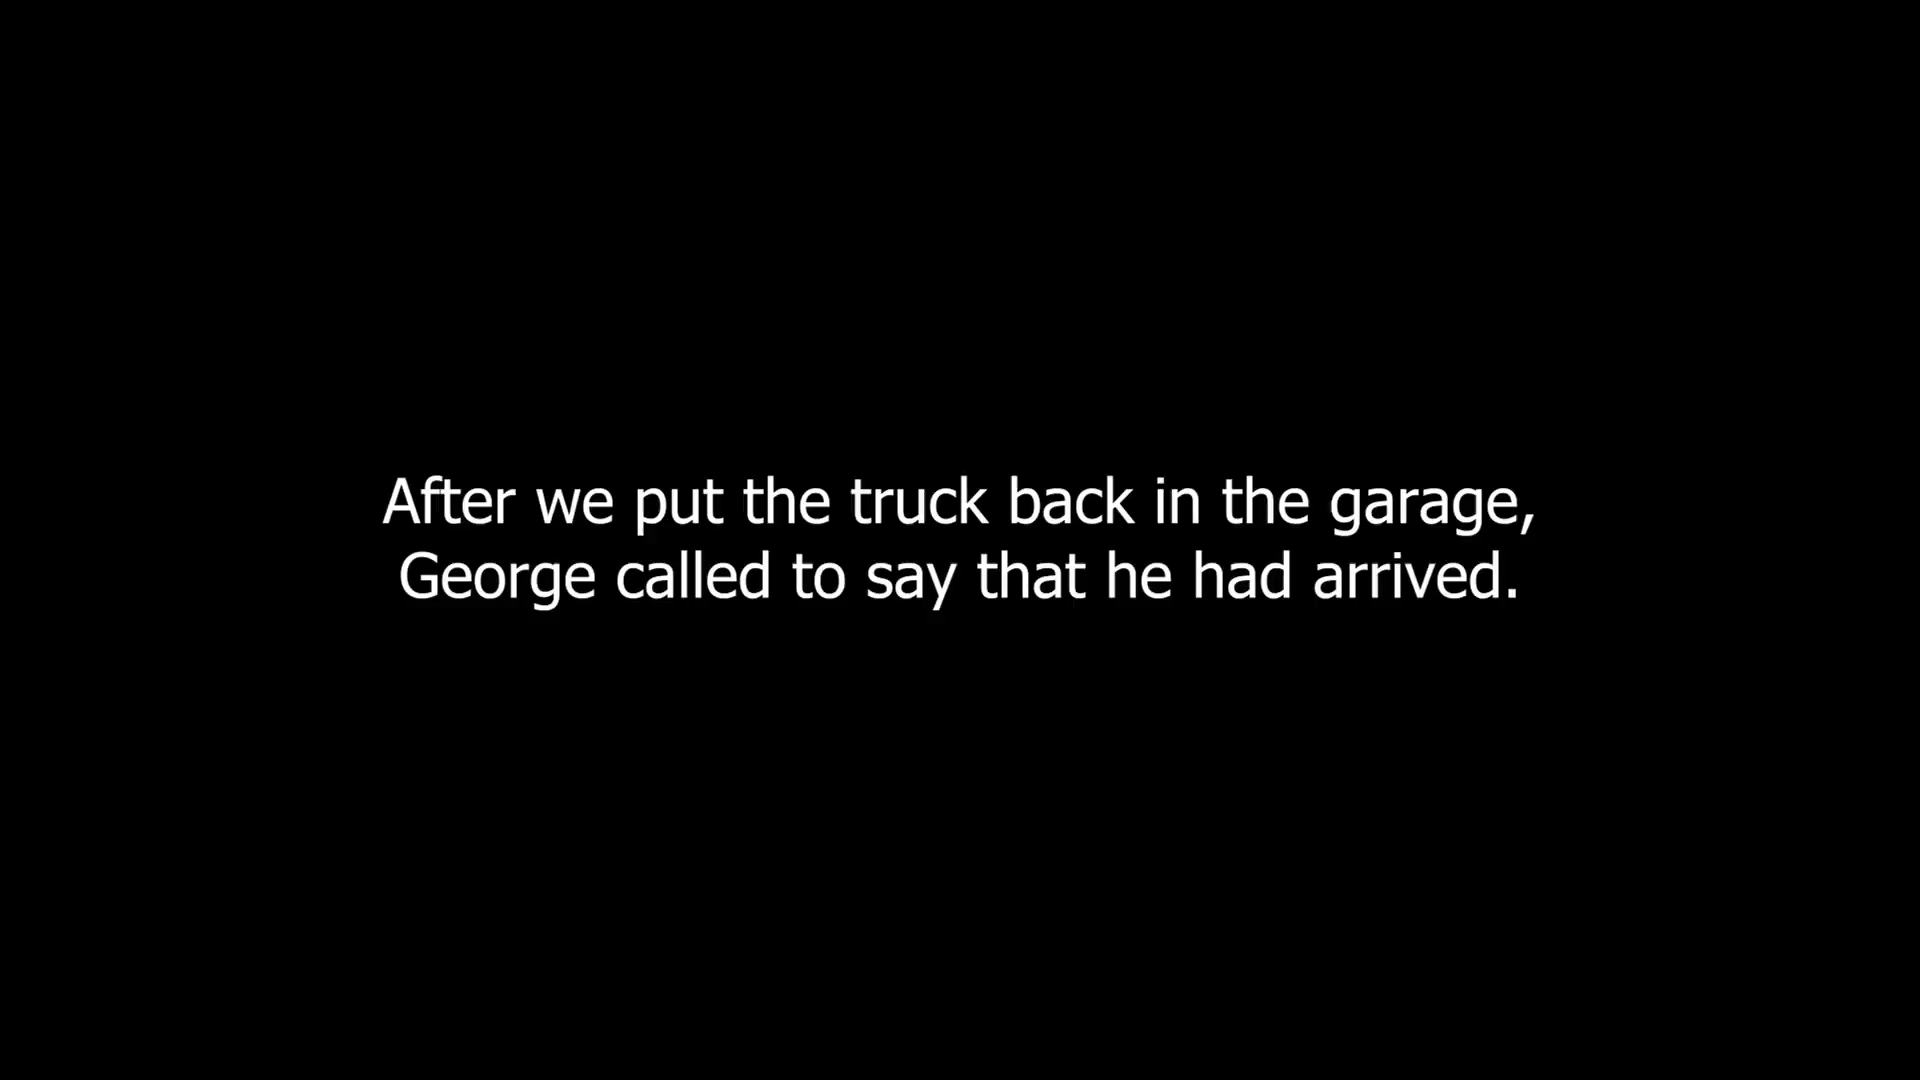 After we put the truck back in the garage,
George called to say that he had arrived.